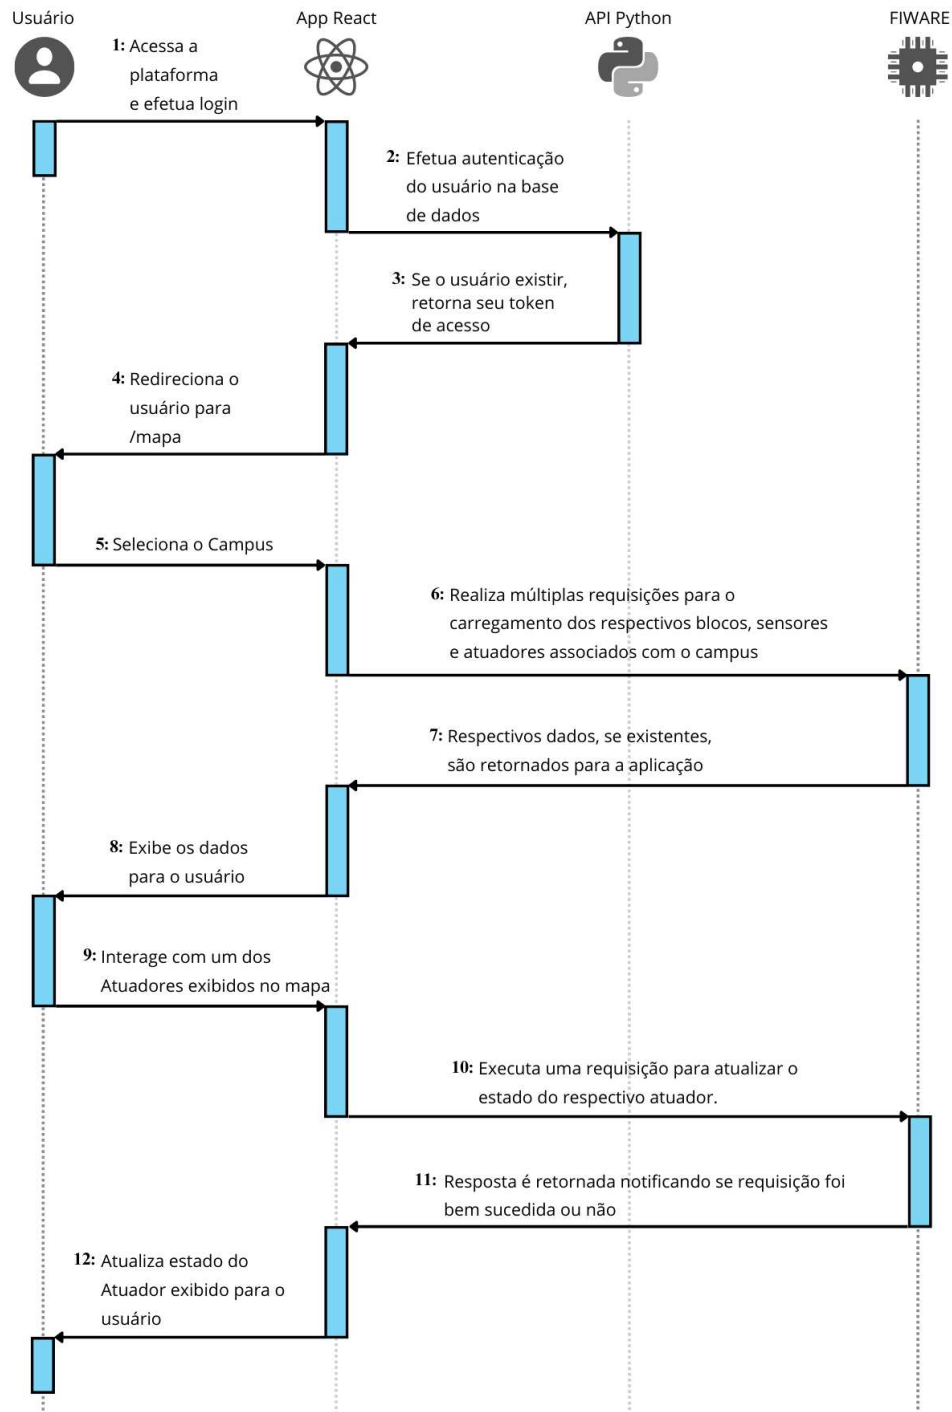 Usuário
App React
API Python
FIWARE
1: Acessa a
plataforma
e efetua login
2: Efetua autenticação
do usuário na base
de dados
3: Se o usuário existir,
retorna seu token
de acesso
4: Redireciona o
usuário para
/mapa
5: Seleciona o Campus
6: Realiza múltiplas requisições para o
carregamento dos respectivos blocos, sensores
e atuadores associados com o campus
7: Respectivos dados, se existentes,
são retornados para a aplicação
8: Exibe os dados
para o usuário
9: Interage com um dos
Atuadores exibidos no mapa
10: Executa uma requisição para atualizar o
estado do respectivo atuador.
11: Resposta é retornada notificando se requisição foi
bem sucedida ou não
12: Atualiza estado do
Atuador exibido para o
usuário